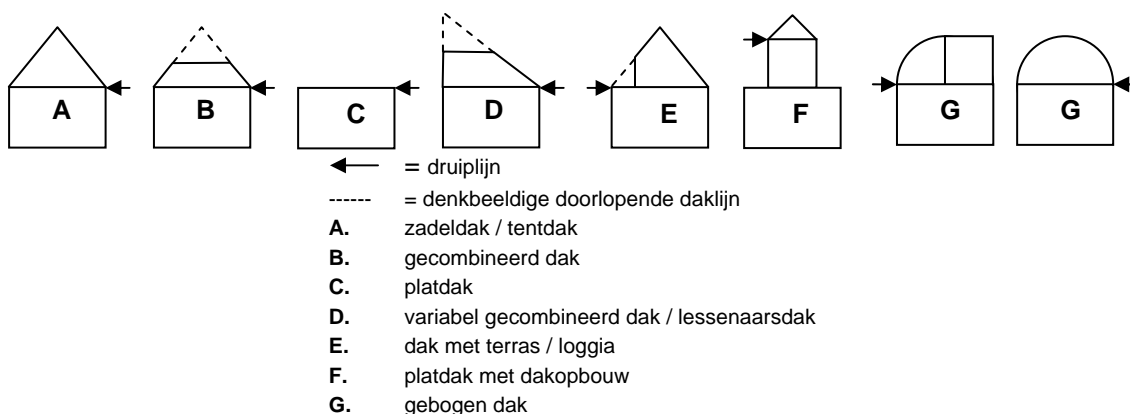 A B C D E F G G
= druiplijn
------ = denkbeeldige doorlopende daklijn
A. zadeldak / tentdak
B. gecombineerd dak
C. platdak
D. variabel gecombineerd dak / lessenaarsdak
E. dak met terras / loggia
F. platdak met dakopbouw
G. gebogen dak